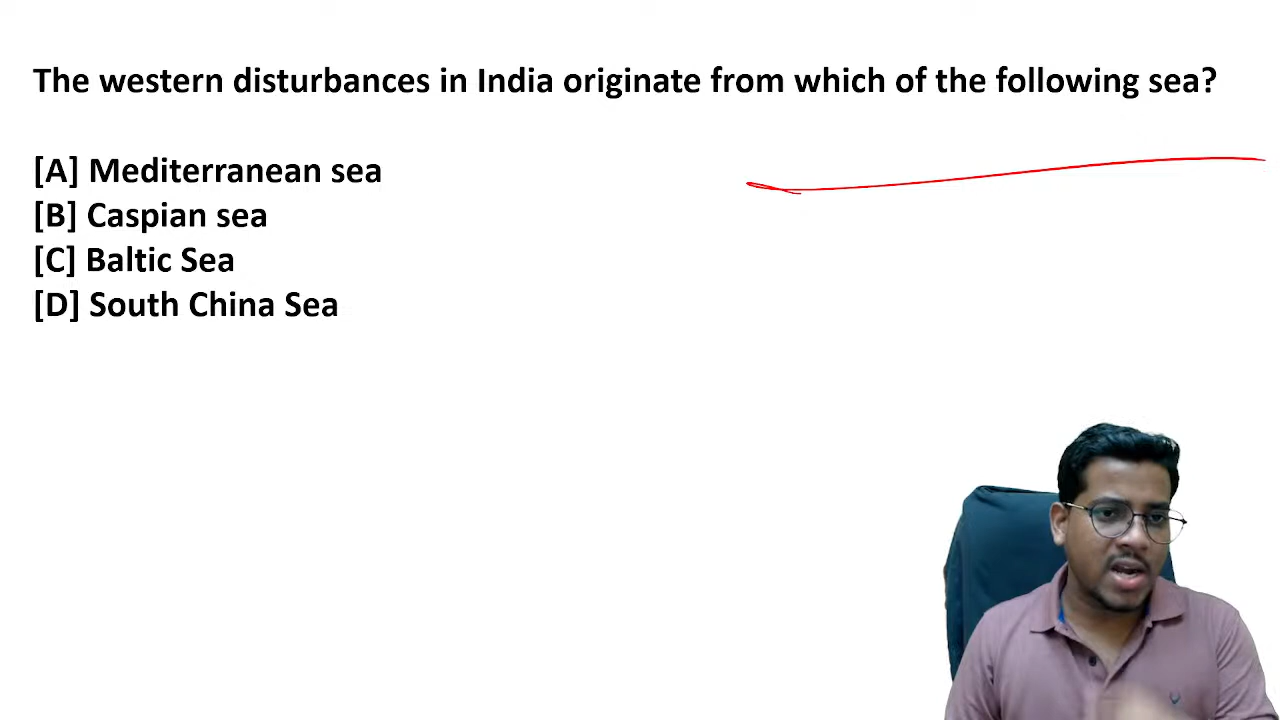 The western disturbances in India originate from which of the following sea?
[A] Mediterranean sea
[B] Caspian sea
[C] Baltic Sea
[D] South China Sea